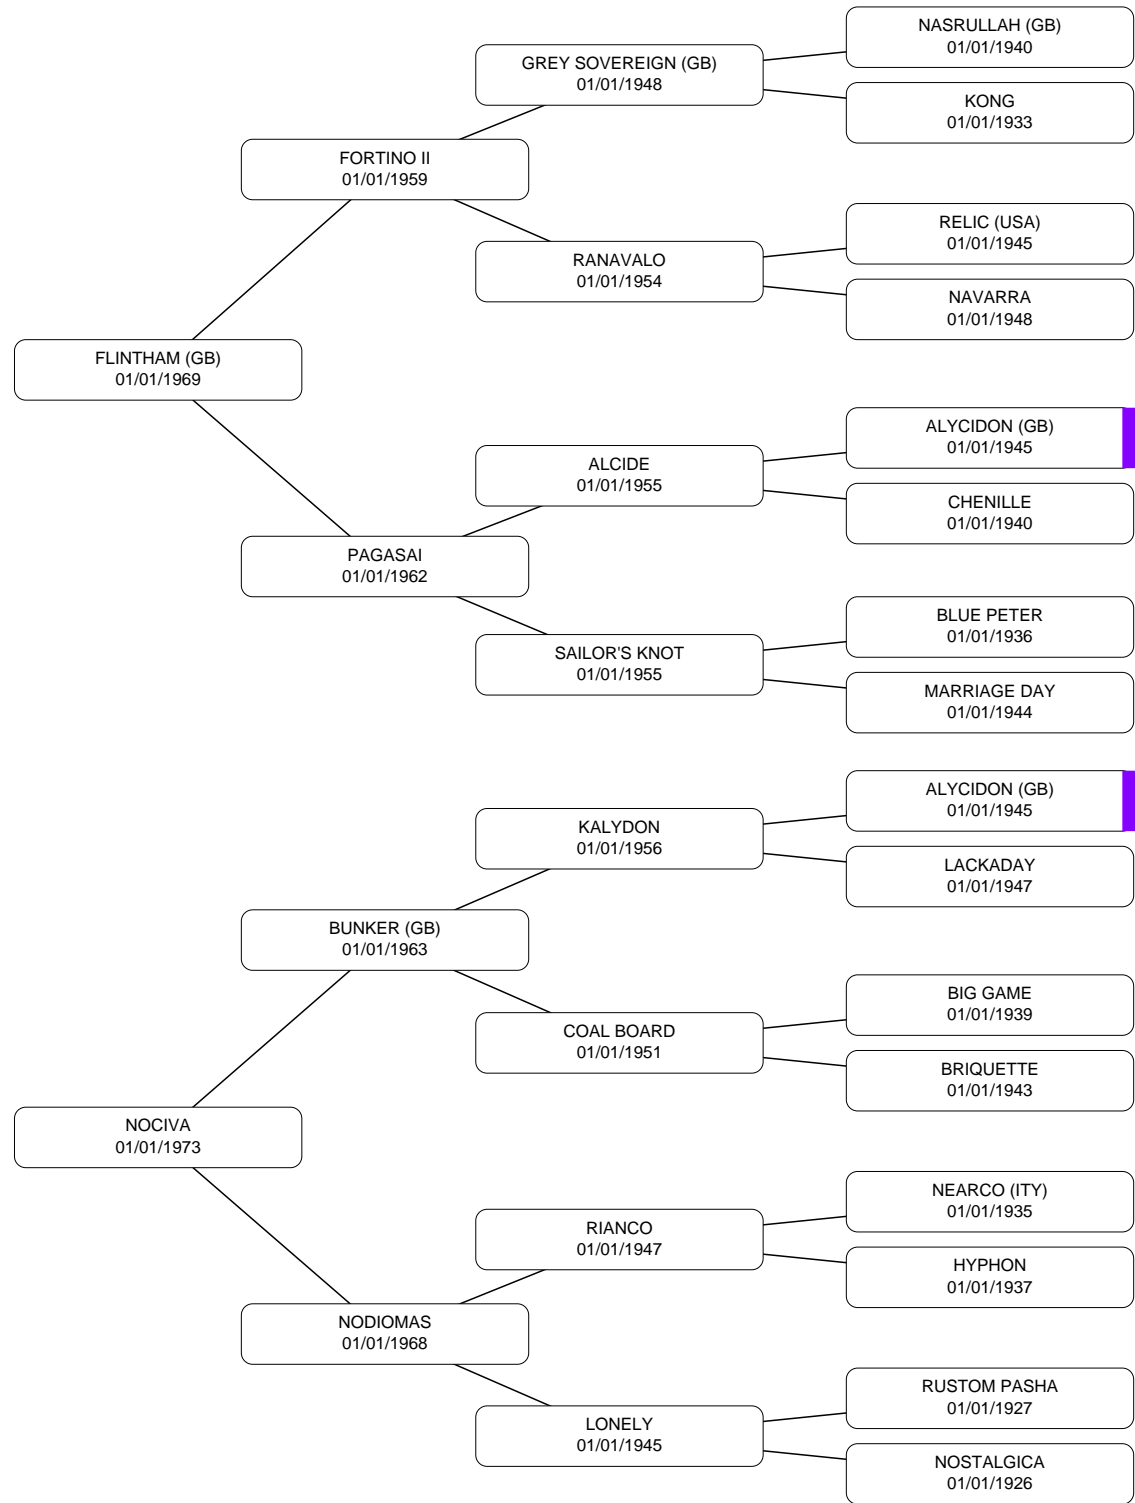 NASRULLAH (GB)
01/01/1940
GREY SOVEREIGN (GB)
01/01/1948
KONG
01/01/1933
FORTINO II
01/01/1959
RELIC (USA)
01/01/1945
RANAVALO
01/01/1954
NAVARRA
01/01/1948
FLINTHAM (GB)
01/01/1969
ALYCIDON (GB)
01/01/1945
ALCIDE
01/01/1955
CHENILLE
01/01/1940
PAGASAI
01/01/1962
BLUE PETER
01/01/1936
SAILOR'S KNOT
01/01/1955
MARRIAGE DAY
01/01/1944
ALYCIDON (GB)
01/01/1945
KALYDON
01/01/1956
LACKADAY
01/01/1947
BUNKER (GB)
01/01/1963
BIG GAME
01/01/1939
COAL BOARD
01/01/1951
BRIQUETTE
01/01/1943
NOCIVA
01/01/1973
NEARCO (ITY)
01/01/1935
RIANCO
01/01/1947
HYPHON
01/01/1937
NODIOMAS
01/01/1968
RUSTOM PASHA
01/01/1927
LONELY
01/01/1945
NOSTALGICA
01/01/1926